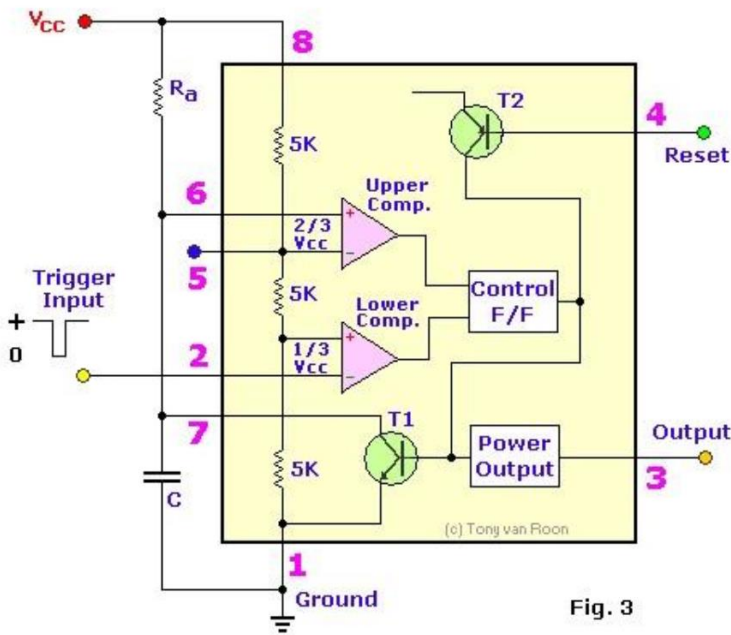 Vcc
8
Ra
T2
4
Reset
5K
6
Upper
Comp.
+
2/3
Vcc
−
5
Trigger
Input
+
0
5K
Control
F/F
Lower
Comp.
+
1/3
Vcc
−
2
7
T1
Power
Output
Output
3
5K
C
(c) Tony van Roon
1
Ground
Fig. 3